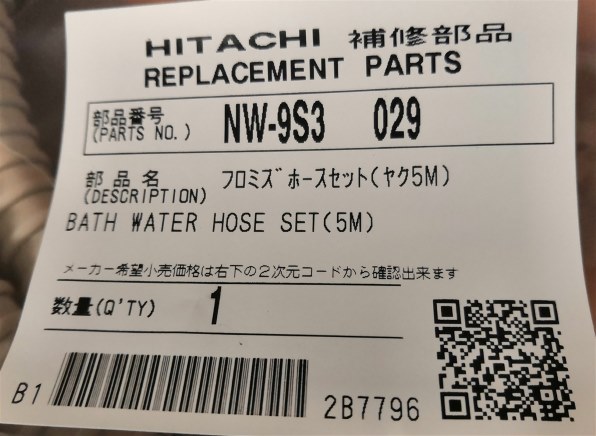 HITACHI 補修部品
REPLACEMENT PARTS
部品番号 (PARTS NO.) NW-9S3 029
部品名 (DESCRIPTION) フロミズホースセット(ヤク5M)
BATH WATER HOSE SET(5M)
メーカー希望小売価格は右下の2次元コードから確認出来ます
数量(Q'TY) 1
B1 2B7796